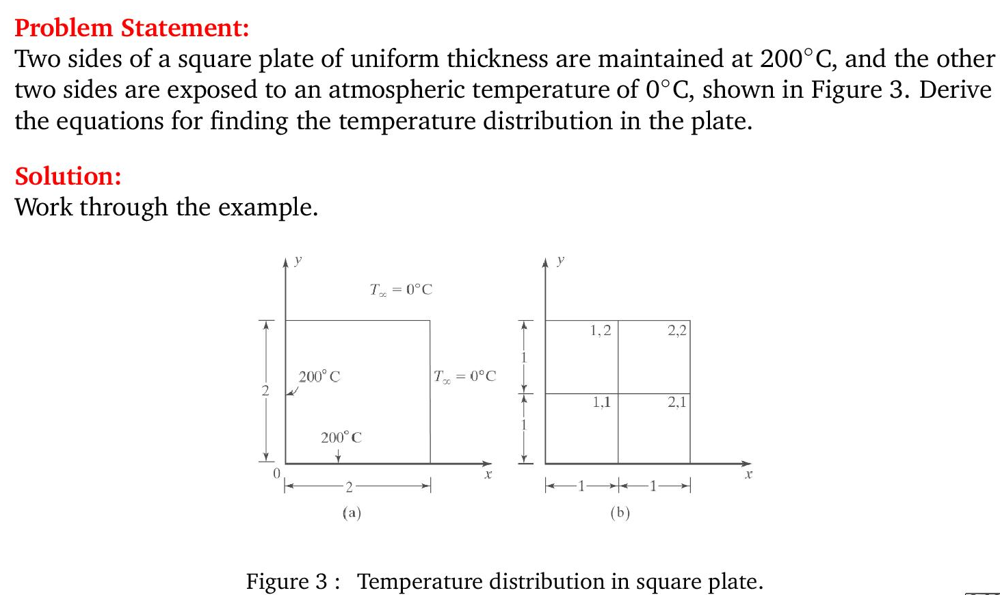 Problem Statement:
Two sides of a square plate of uniform thickness are maintained at 200°C, and the other
two sides are exposed to an atmospheric temperature of 0°C, shown in Figure 3. Derive
the equations for finding the temperature distribution in the plate.
Solution:
Work through the example.
y
T∞ = 0°C
200°C
T∞ = 0°C
2
200°C
0
x
2
(a)
y
1,2
2,2
1
1,1
2,1
1
x
1
1
(b)
Figure 3 : Temperature distribution in square plate.